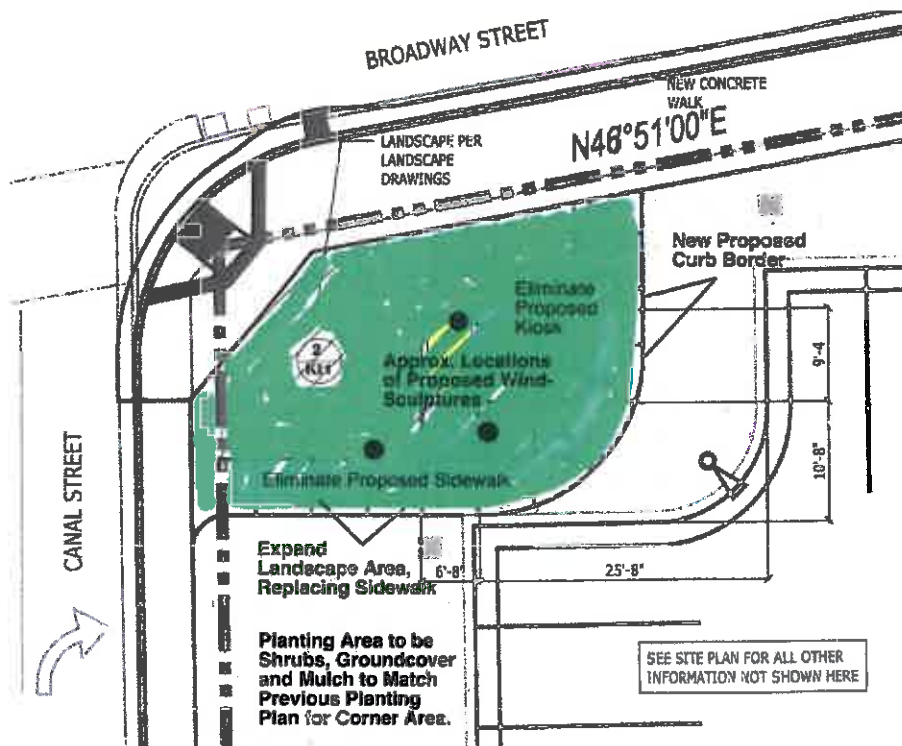 BROADWAY STREET
NEW CONCRETE
WALK
N46°51'00"E
LANDSCAPE PER
LANDSCAPE
DRAWINGS
New Proposed
Curb Border
Eliminate
Proposed
Kiosk
2
K11
Approx. Locations
of Proposed Wind-
Sculptures
9'-4
10'-8"
CANAL STREET
Eliminate Proposed Sidewalk
Expand
Landscape Area,
Replacing Sidewalk
6'-8"
25'-8"
Planting Area to be
Shrubs, Groundcover
and Mulch to Match
Previous Planting
Plan for Corner Area.
SEE SITE PLAN FOR ALL OTHER
INFORMATION NOT SHOWN HERE